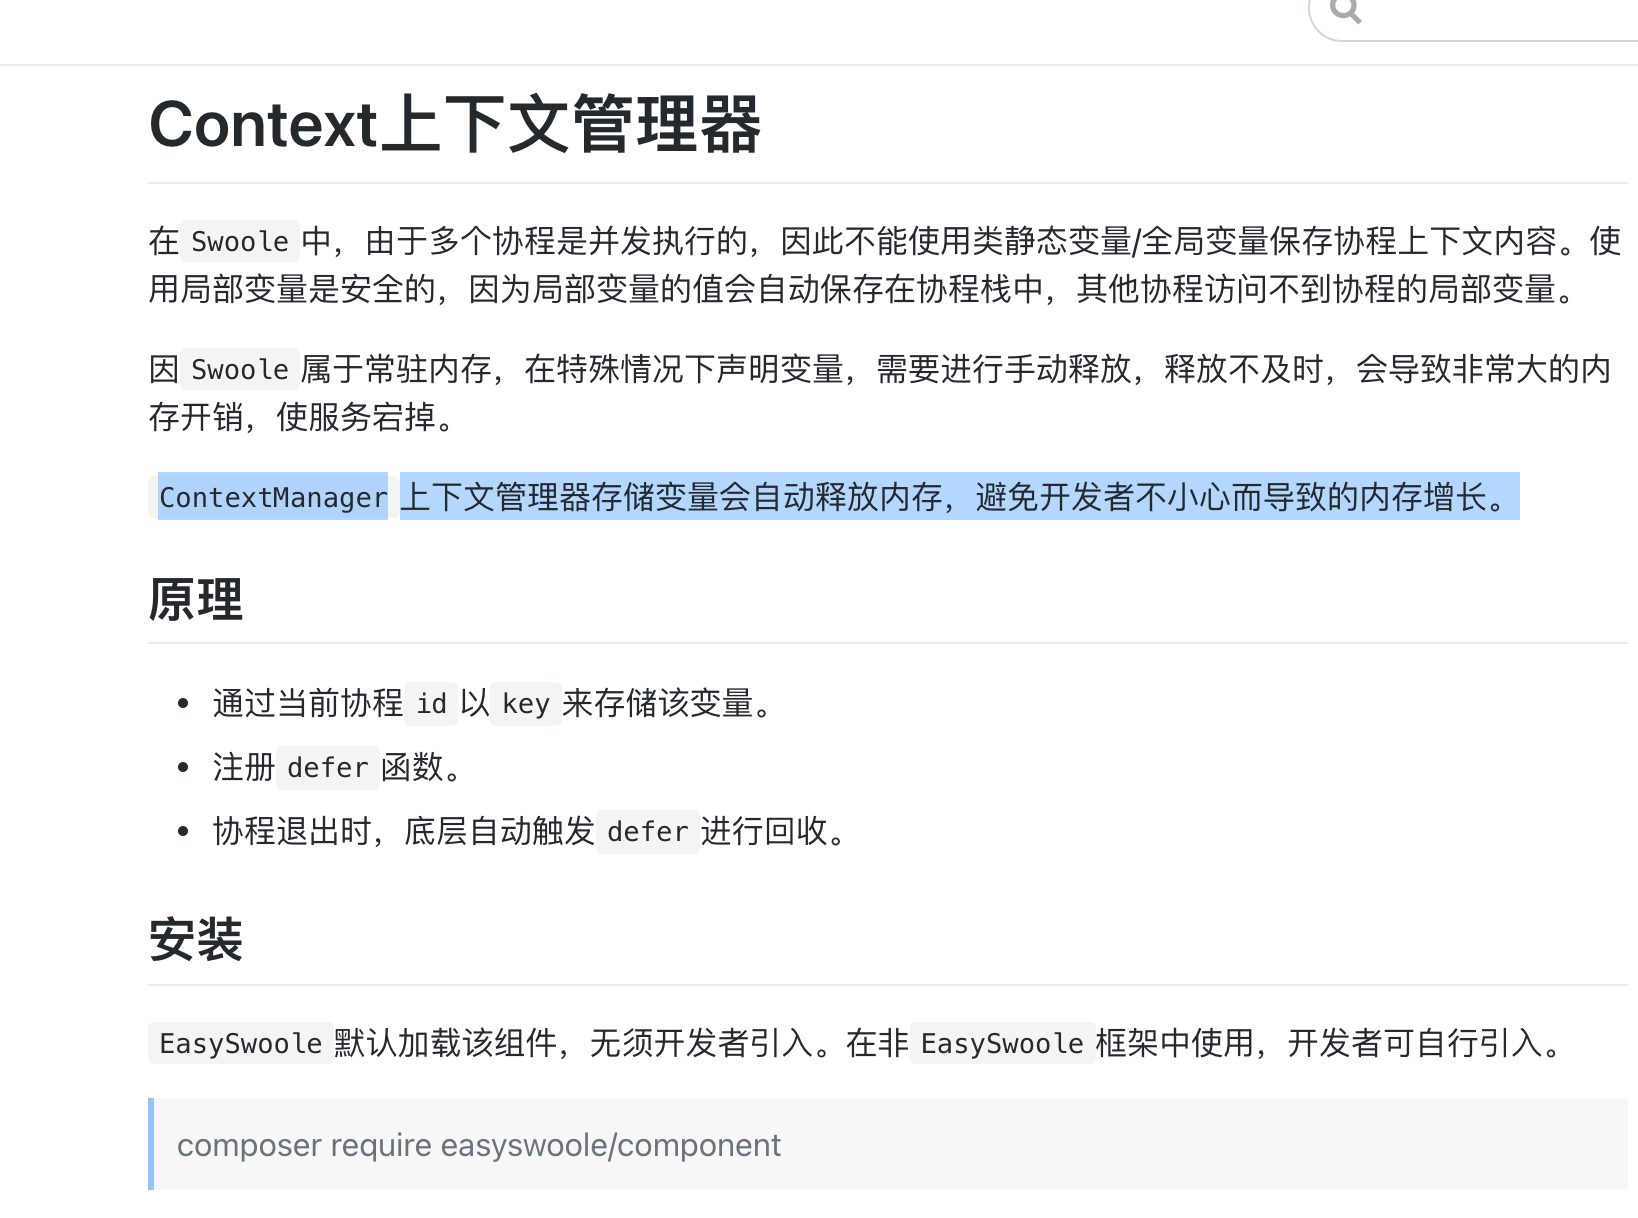 Context上下文管理器
在 Swoole 中，由于多个协程是并发执行的，因此不能使用类静态变量/全局变量保存协程上下文内容。使
用局部变量是安全的，因为局部变量的值会自动保存在协程栈中，其他协程访问不到协程的局部变量。
因 Swoole 属于常驻内存，在特殊情况下声明变量，需要进行手动释放，释放不及时，会导致非常大的内
存开销，使服务宕掉。
ContextManager 上下文管理器存储变量会自动释放内存，避免开发者不小心而导致的内存增长。
原理
• 通过当前协程 id 以 key 来存储该变量。
• 注册 defer 函数。
• 协程退出时，底层自动触发 defer 进行回收。
安装
EasySwoole 默认加载该组件，无须开发者引入。在非 EasySwoole 框架中使用，开发者可自行引入。
composer require easyswoole/component